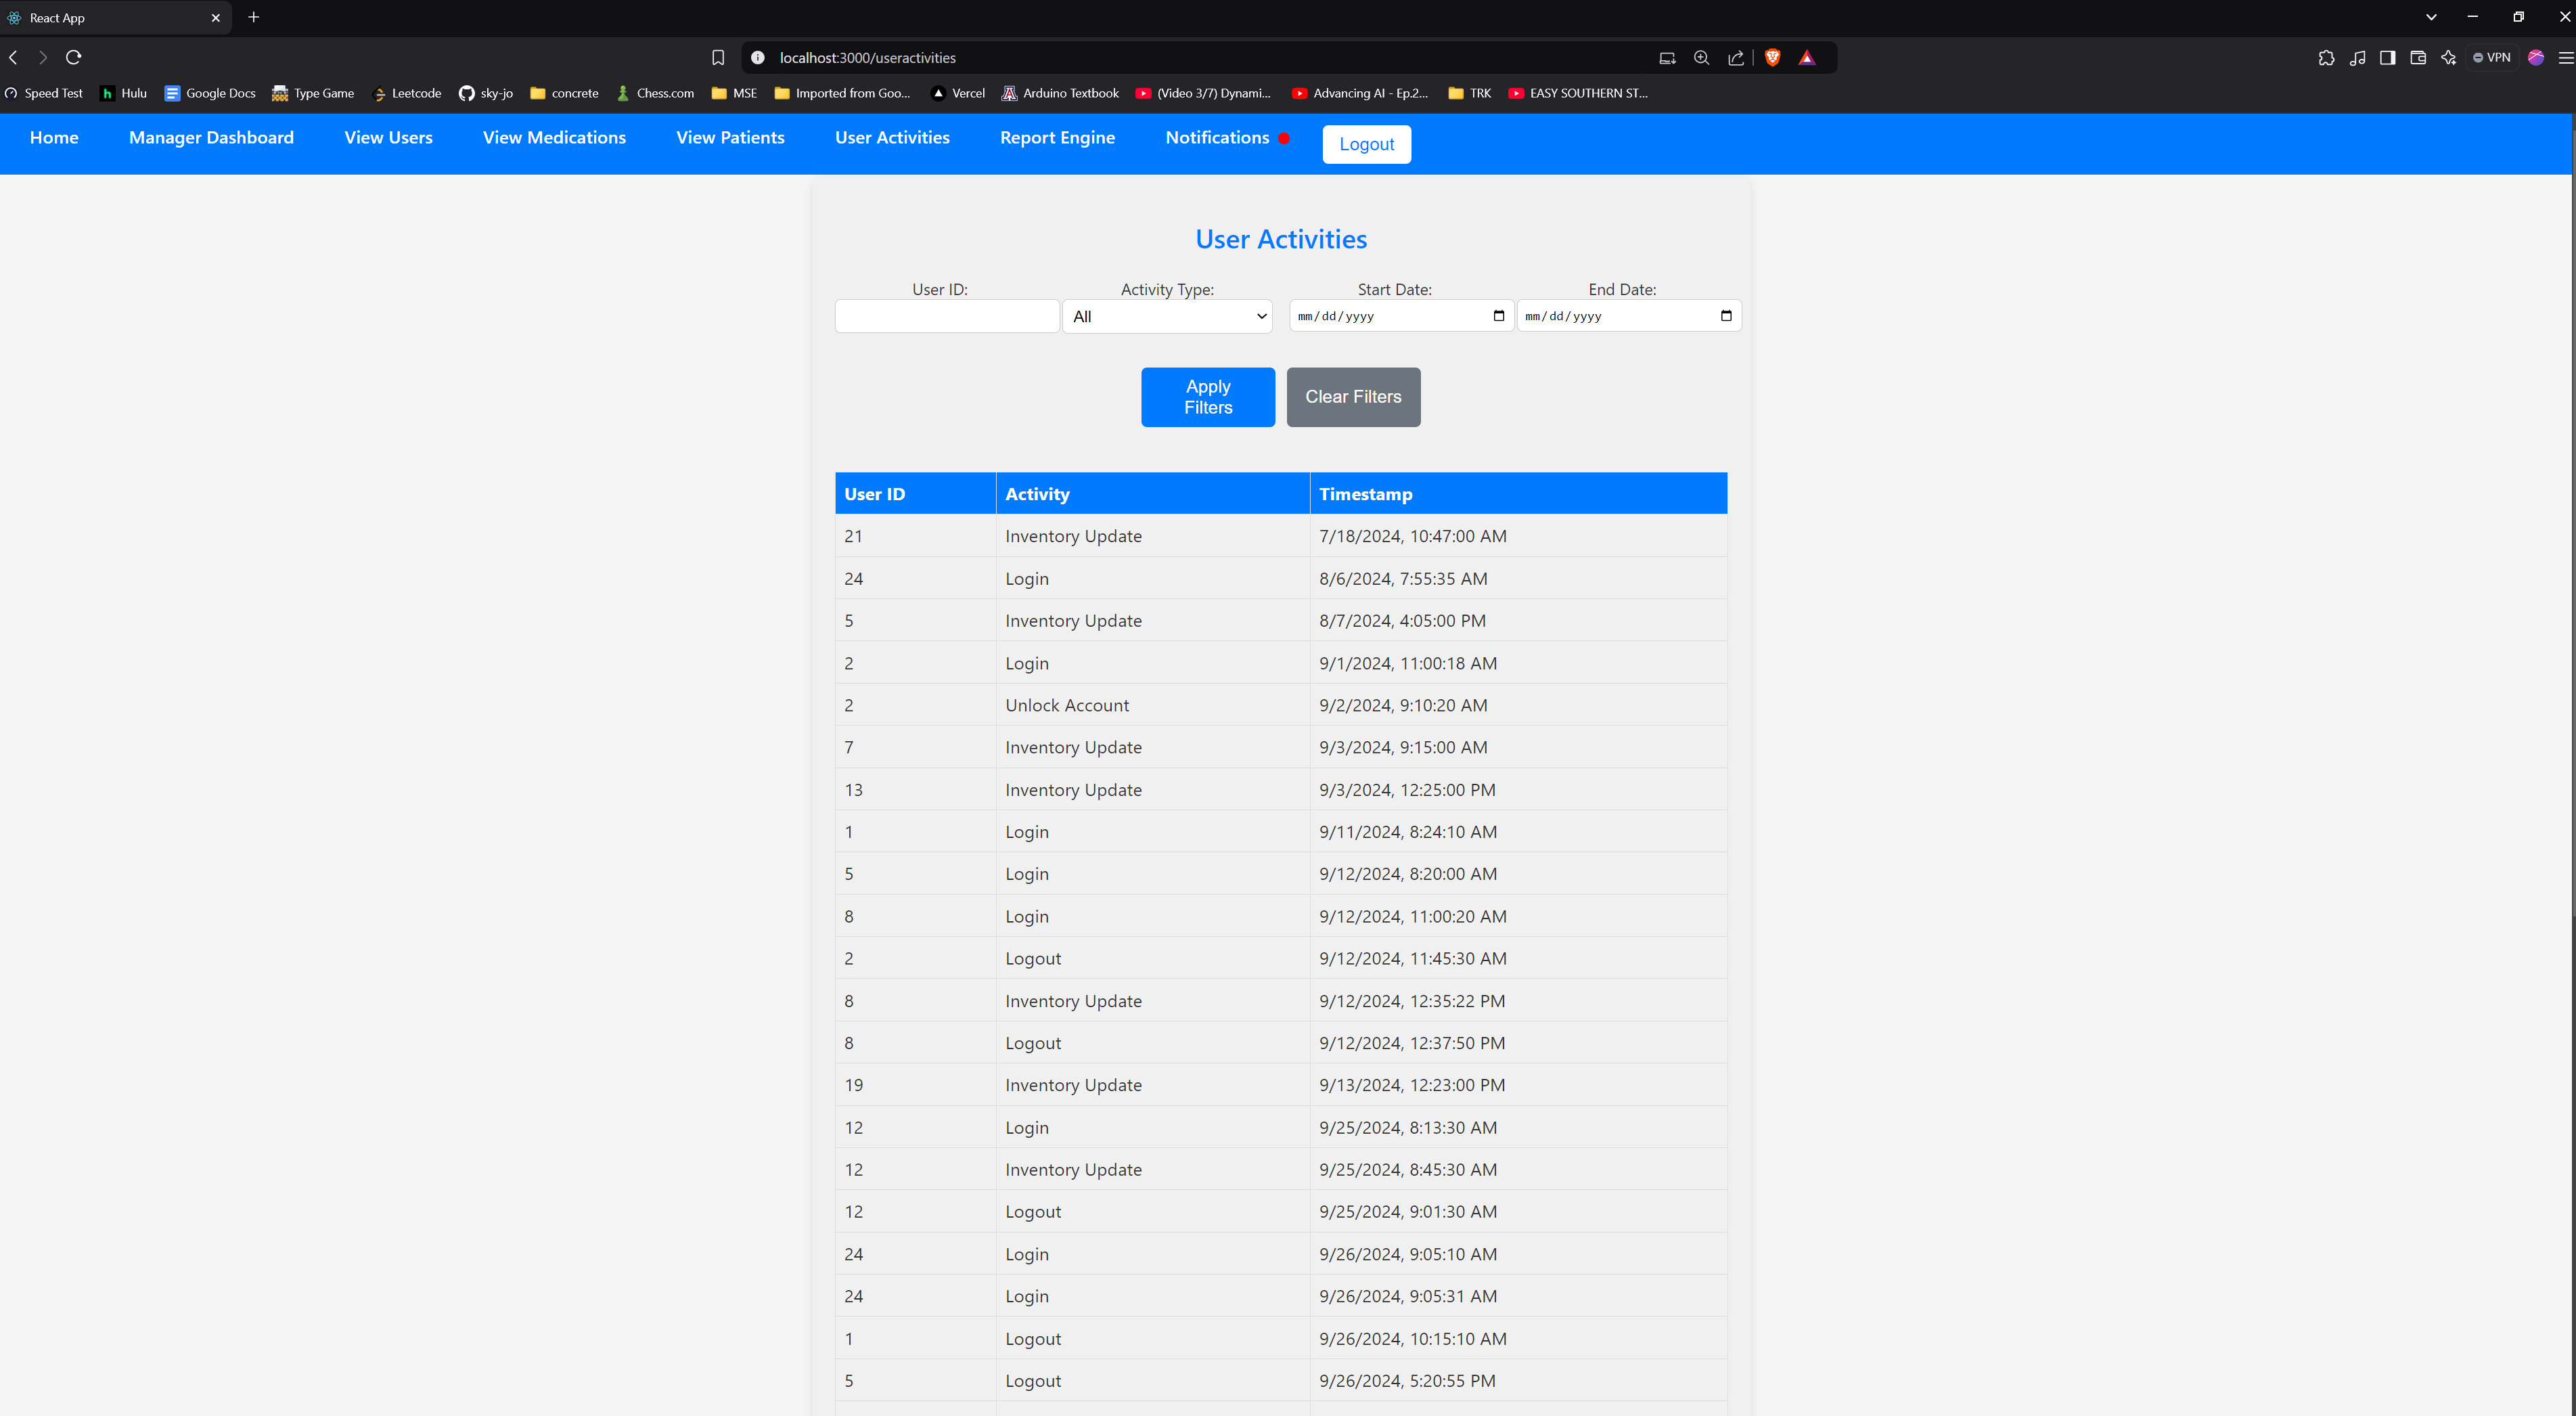 React App
localhost:3000/useractivities
VPN
Speed Test Hulu Google Docs Type Game Leetcode sky-jo concrete Chess.com MSE Imported from Goo... Vercel Arduino Textbook (Video 3/7) Dynami... Advancing AI - Ep.2... TRK EASY SOUTHERN ST...
Home Manager Dashboard View Users View Medications View Patients User Activities Report Engine Notifications Logout
User Activities
User ID: Activity Type: Start Date: End Date:
All mm/dd/yyyy mm/dd/yyyy
Apply
Filters
Clear Filters
User ID Activity Timestamp
21 Inventory Update 7/18/2024, 10:47:00 AM
24 Login 8/6/2024, 7:55:35 AM
5 Inventory Update 8/7/2024, 4:05:00 PM
2 Login 9/1/2024, 11:00:18 AM
2 Unlock Account 9/2/2024, 9:10:20 AM
7 Inventory Update 9/3/2024, 9:15:00 AM
13 Inventory Update 9/3/2024, 12:25:00 PM
1 Login 9/11/2024, 8:24:10 AM
5 Login 9/12/2024, 8:20:00 AM
8 Login 9/12/2024, 11:00:20 AM
2 Logout 9/12/2024, 11:45:30 AM
8 Inventory Update 9/12/2024, 12:35:22 PM
8 Logout 9/12/2024, 12:37:50 PM
19 Inventory Update 9/13/2024, 12:23:00 PM
12 Login 9/25/2024, 8:13:30 AM
12 Inventory Update 9/25/2024, 8:45:30 AM
12 Logout 9/25/2024, 9:01:30 AM
24 Login 9/26/2024, 9:05:10 AM
24 Login 9/26/2024, 9:05:31 AM
1 Logout 9/26/2024, 10:15:10 AM
5 Logout 9/26/2024, 5:20:55 PM